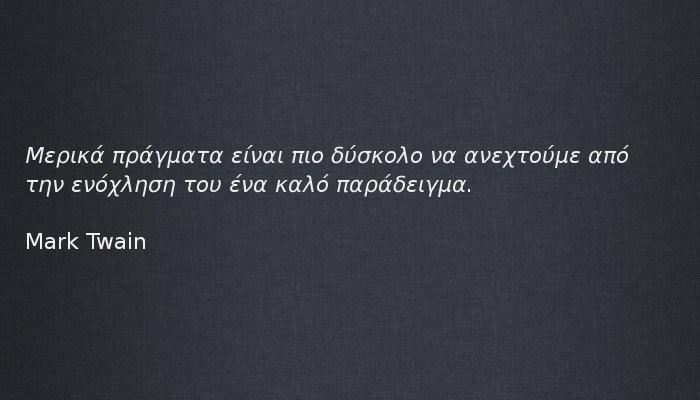 Μερικά πράγματα είναι πιο δύσκολο να ανεχτούμε από
την ενόχληση του ένα καλό παράδειγμα.
Mark Twain